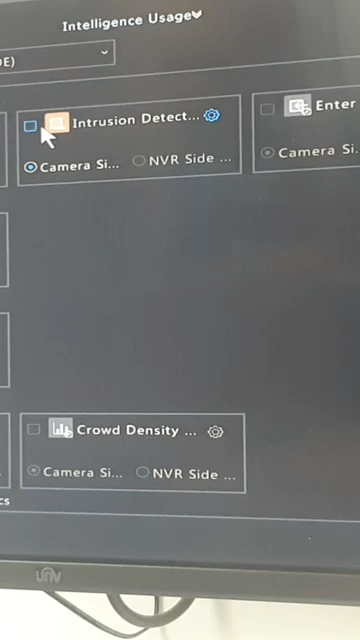 Intelligence Usage
E)
Intrusion Detect...
Enter
Camera Si...
NVR Side ...
Camera Si.
Crowd Density ...
Camera Si...
NVR Side ...
cs
unv